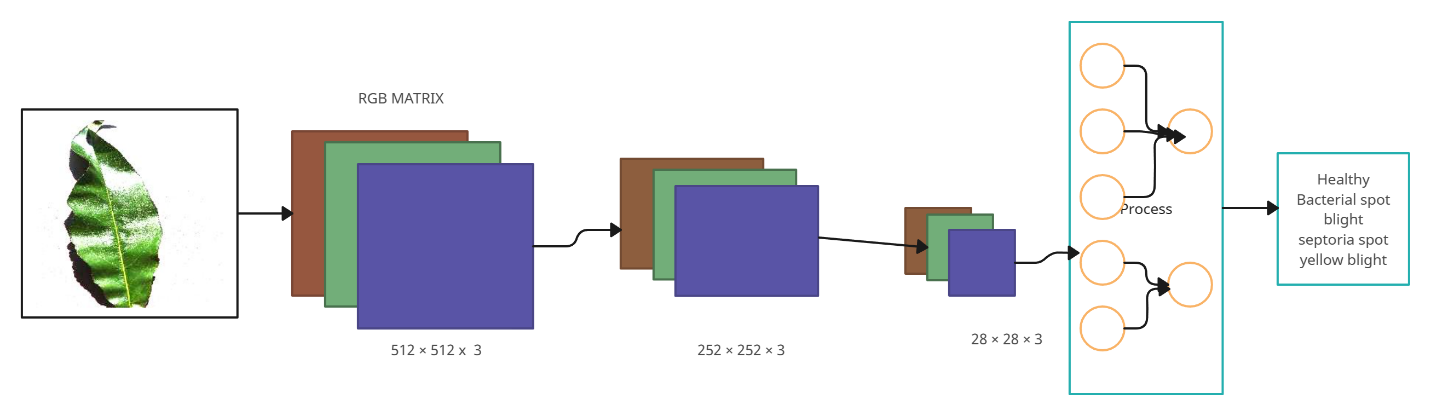 RGB MATRIX
512 × 512 x  3
252 × 252 × 3
28 × 28 × 3
Process
Healthy
Bacterial spot
blight
septoria spot
yellow blight